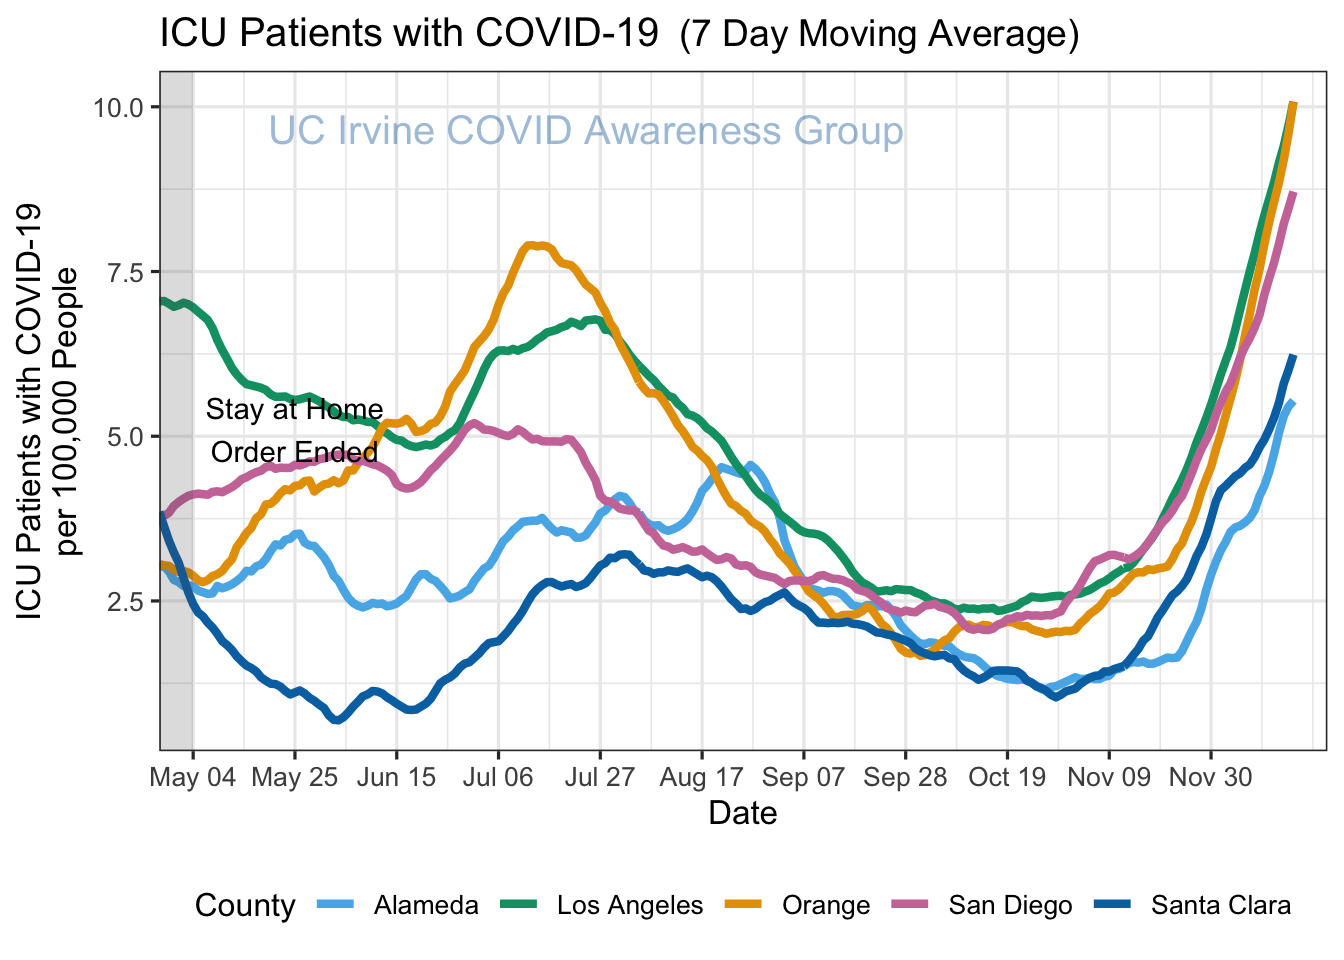 ICU Patients with COVID-19  (7 Day Moving Average)
UC Irvine COVID Awareness Group
ICU Patients with COVID-19
per 100,000 People
10.0
7.5
5.0
2.5
Stay at Home
Order Ended
May 04 May 25 Jun 15 Jul 06 Jul 27 Aug 17 Sep 07 Sep 28 Oct 19 Nov 09 Nov 30
Date
County Alameda Los Angeles Orange San Diego Santa Clara